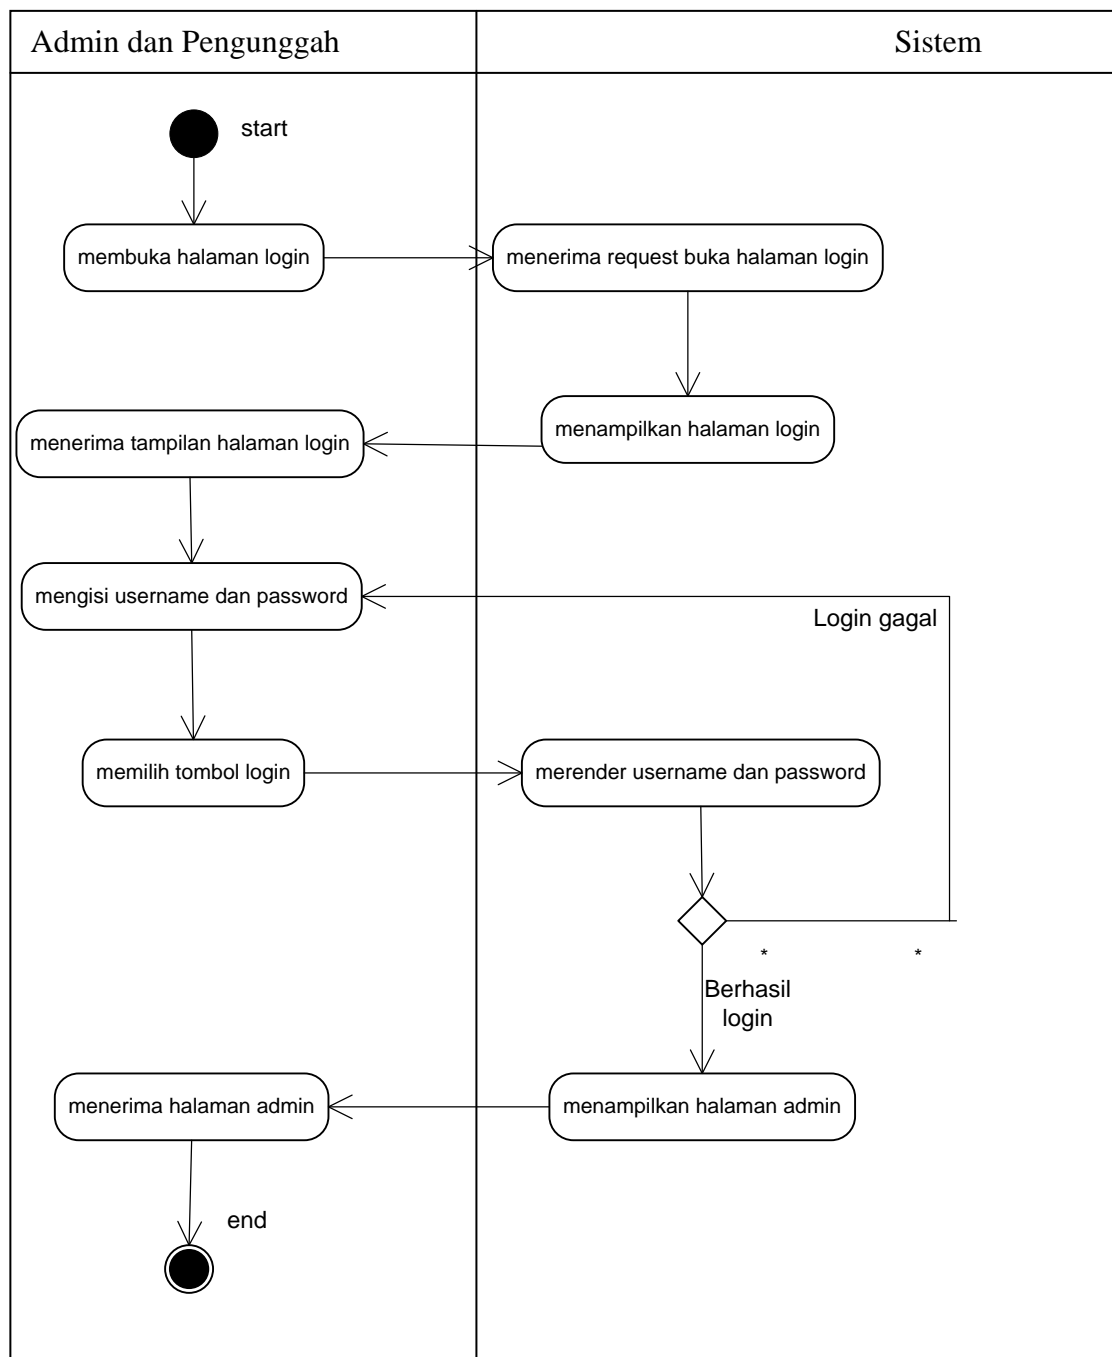 Admin dan Pengunggah
Sistem
start
membuka halaman login
menerima request buka halaman login
menampilkan halaman login
menerima tampilan halaman login
mengisi username dan password
Login gagal
memilih tombol login
merender username dan password
*
*
Berhasil
login
menerima halaman admin
menampilkan halaman admin
end